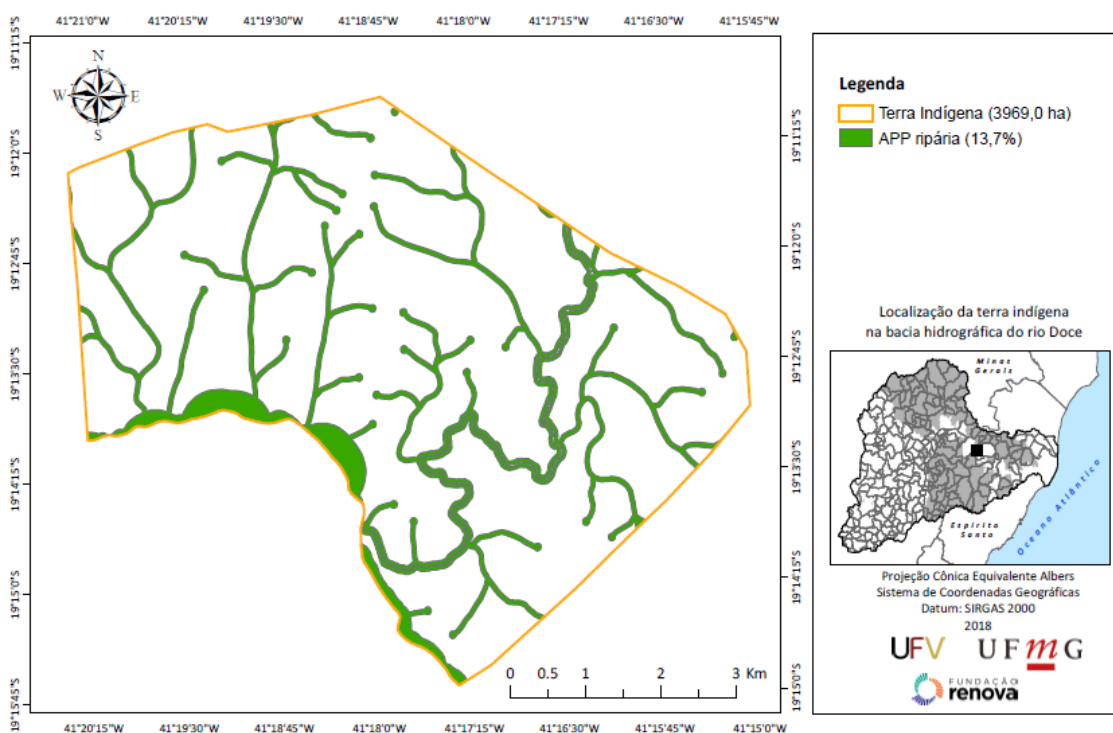 41°21'0"W 41°20'15"W 41°19'30"W 41°18'45"W 41°18'0"W 41°17'15"W 41°16'30"W 41°15'45"W
19°11'15"S
19°12'0"S
19°12'45"S
19°13'30"S
19°14'15"S
19°15'0"S
19°15'45"S
N
W E
S
0 0.5 1 2 3 Km
19°11'15"S
19°12'0"S
19°12'45"S
19°13'30"S
19°14'15"S
19°15'0"S
41°20'15"W 41°19'30"W 41°18'45"W 41°18'0"W 41°17'15"W 41°16'30"W 41°15'45"W 41°15'0"W
Legenda
Terra Indígena (3969,0 ha)
APP ripária (13,7%)
Localização da terra indígena
na bacia hidrográfica do rio Doce
Minas
Gerais
Espírito
Santo
Oceano Atlântico
Projeção Cônica Equivalente Albers
Sistema de Coordenadas Geográficas
Datum: SIRGAS 2000
2018
UFV UFmG
FUNDAÇÃO
renova